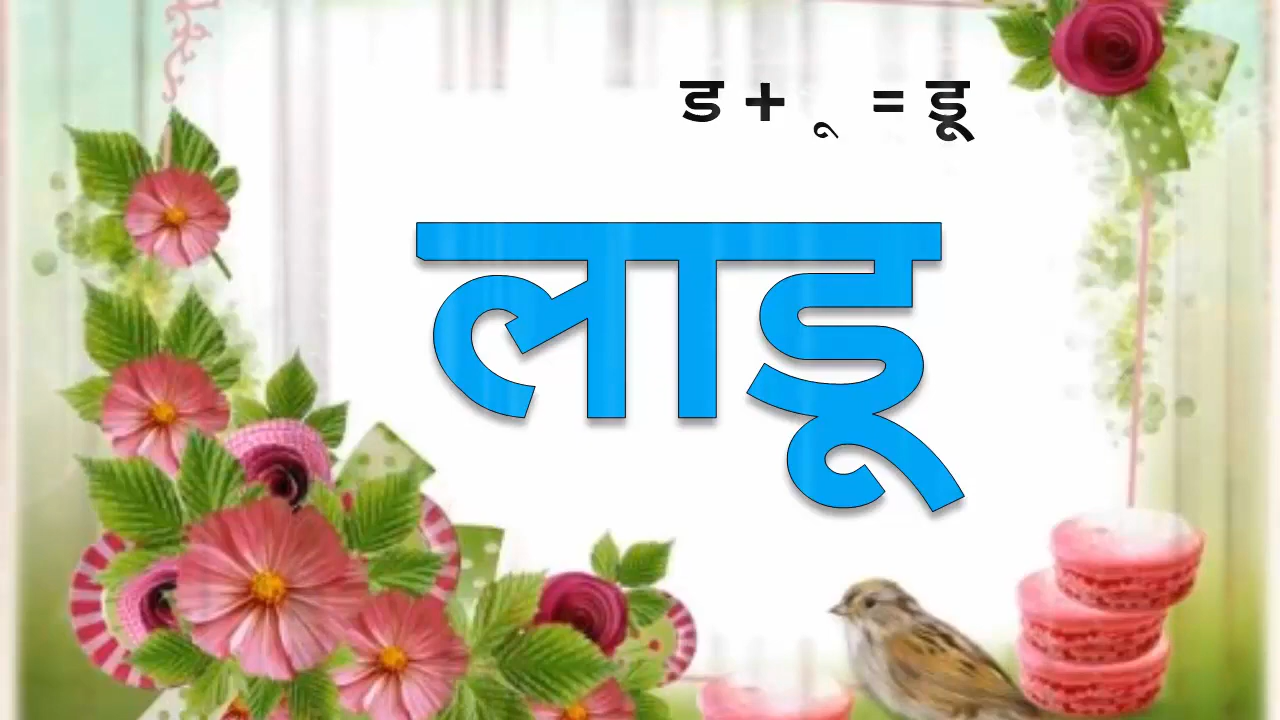 ड + ू = डू
लाडू